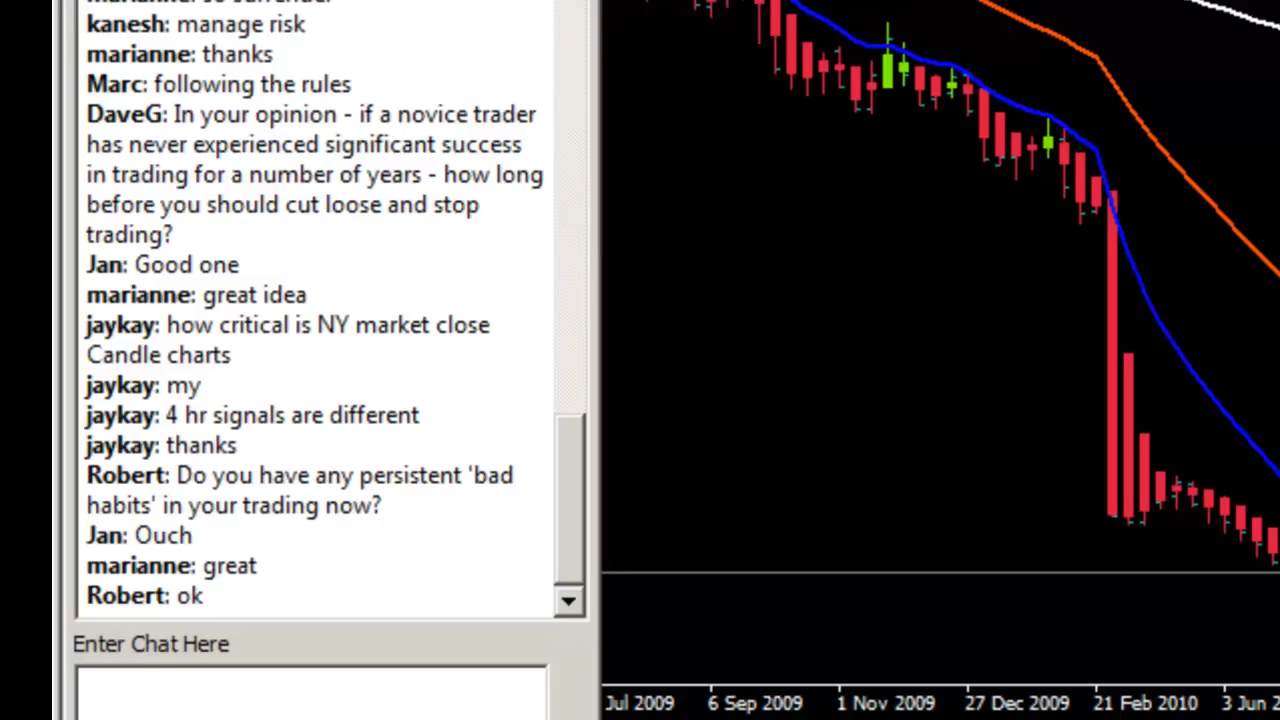 marianne: so surrender
kanesh: manage risk
marianne: thanks
Marc: following the rules
DaveG: In your opinion - if a novice trader
has never experienced significant success
in trading for a number of years - how long
before you should cut loose and stop
trading?
Jan: Good one
marianne: great idea
jaykay: how critical is NY market close
Candle charts
jaykay: my
jaykay: 4 hr signals are different
jaykay: thanks
Robert: Do you have any persistent 'bad
habits' in your trading now?
Jan: Ouch
marianne: great
Robert: ok
Enter Chat Here
Jul 2009 6 Sep 2009 1 Nov 2009 27 Dec 2009 21 Feb 2010 3 Jun 2